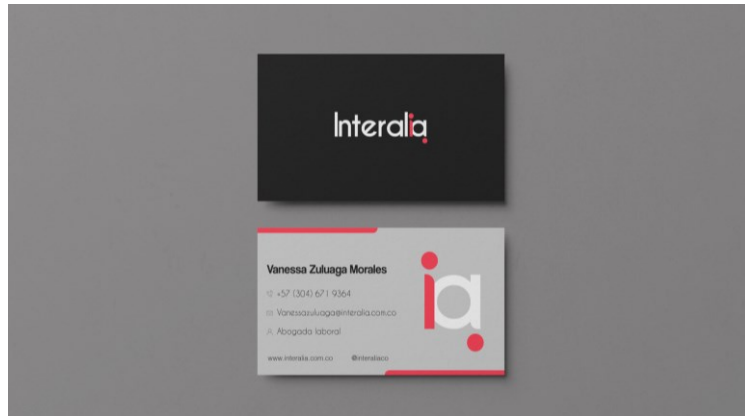 Interalia
Vanessa Zuluaga Morales
+57 (304) 671 9364
Vanessazuluaga@interalia.com.co
Abogada laboral
www.interalia.com.co @interaliaco
ia